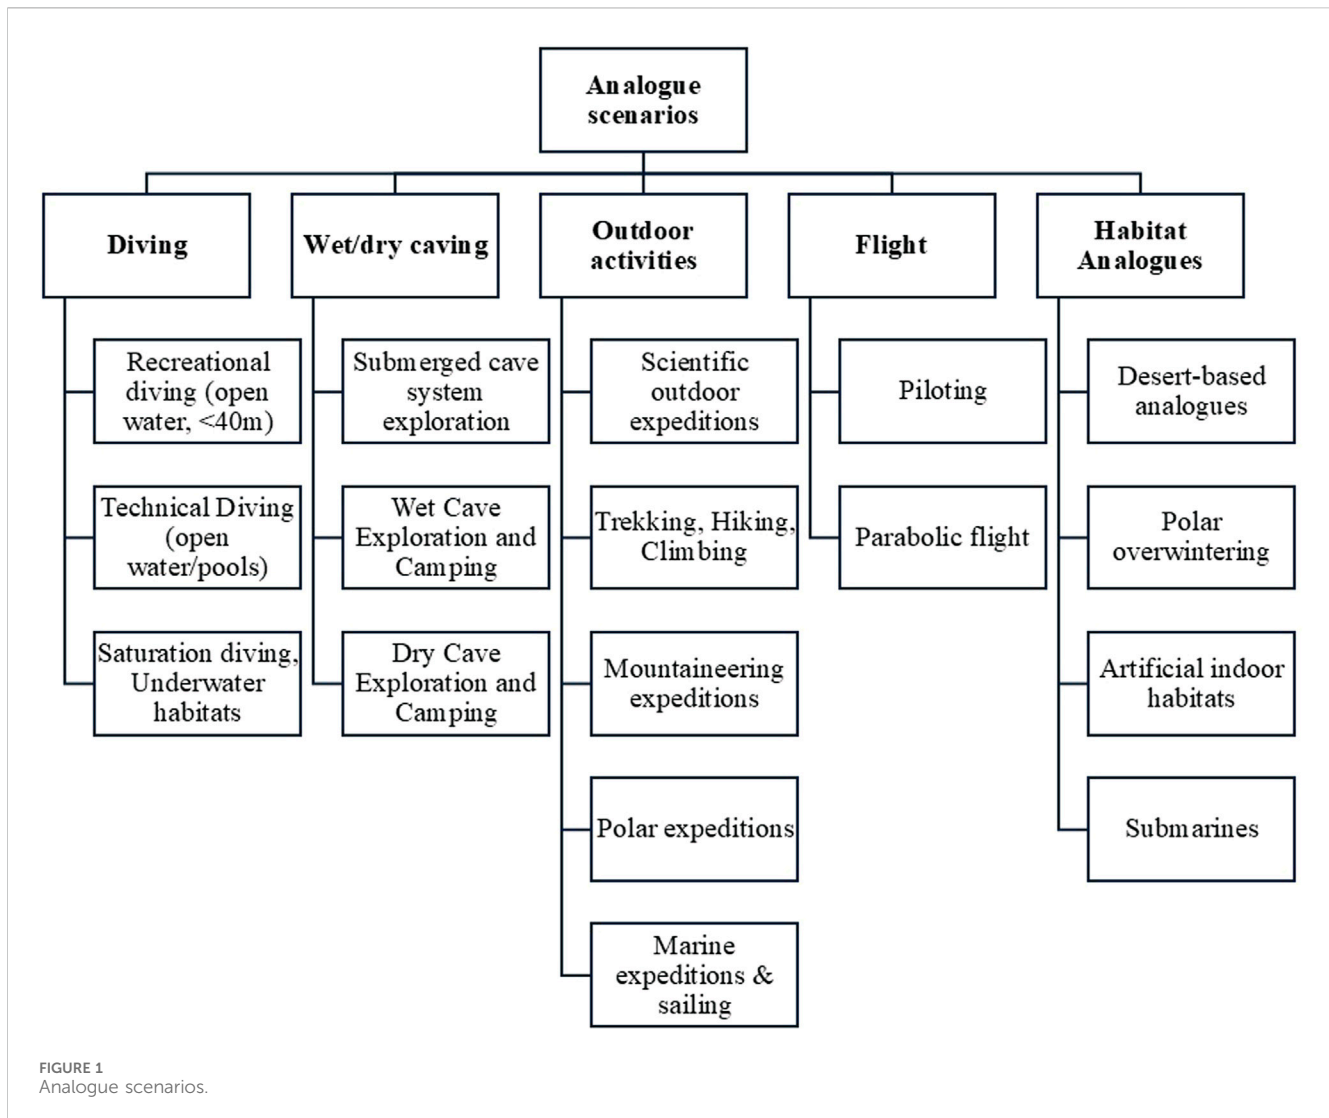 Analogue
scenarios
Diving
Recreational
diving (open
water, <40m)
Technical Diving
(open
water/pools)
Saturation diving,
Underwater
habitats
Wet/dry caving
Submerged cave
system
exploration
Wet Cave
Exploration and
Camping
Dry Cave
Exploration and
Camping
Outdoor
activities
Scientific
outdoor
expeditions
Trekking, Hiking,
Climbing
Mountaineering
expeditions
Polar expeditions
Marine
expeditions &
sailing
Flight
Piloting
Parabolic flight
Habitat
Analogues
Desert-based
analogues
Polar
overwintering
Artificial indoor
habitats
Submarines
FIGURE 1
Analogue scenarios.